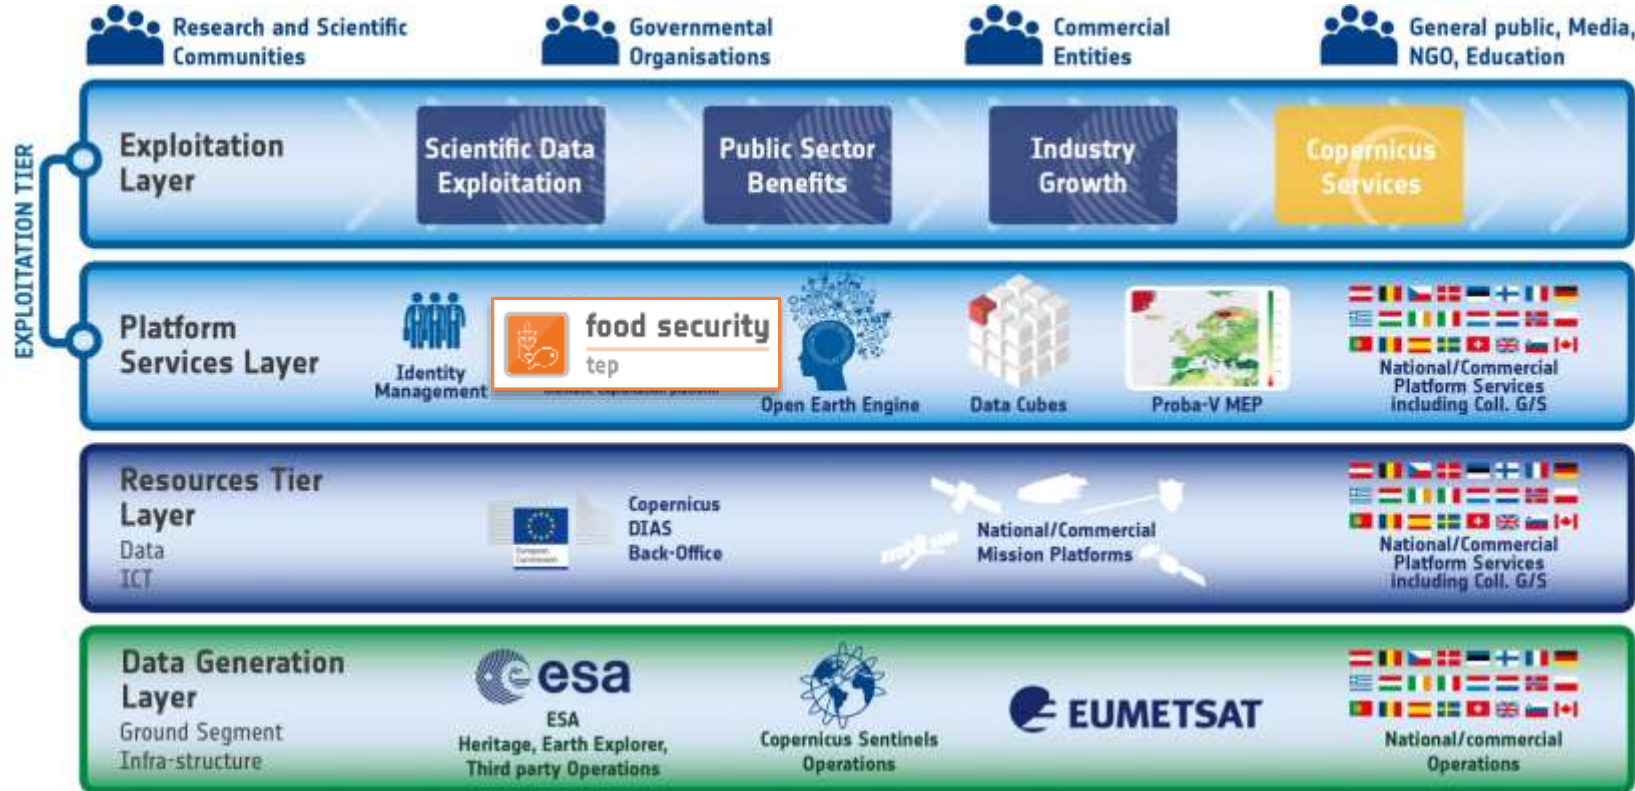 Research and Scientific
Communities
Governmental
Organisations
Commercial
Entities
General public, Media,
NGO, Education
EXPLOITATION TIER
Exploitation
Layer
Scientific Data
Exploitation
Public Sector
Benefits
Industry
Growth
Copernicus
Services
Platform
Services Layer
Identity
Management
food security
tep
Open Earth Engine
Data Cubes
Proba-V MEP
National/Commercial
Platform Services
including Coll. G/S
Resources Tier
Layer
Data
ICT
European
Commission
Copernicus
DIAS
Back-Office
National/Commercial
Mission Platforms
National/Commercial
Platform Services
including Coll. G/S
Data Generation
Layer
Ground Segment
Infra-structure
esa
ESA
Heritage, Earth Explorer,
Third party Operations
Copernicus Sentinels
Operations
EUMETSAT
National/commercial
Operations